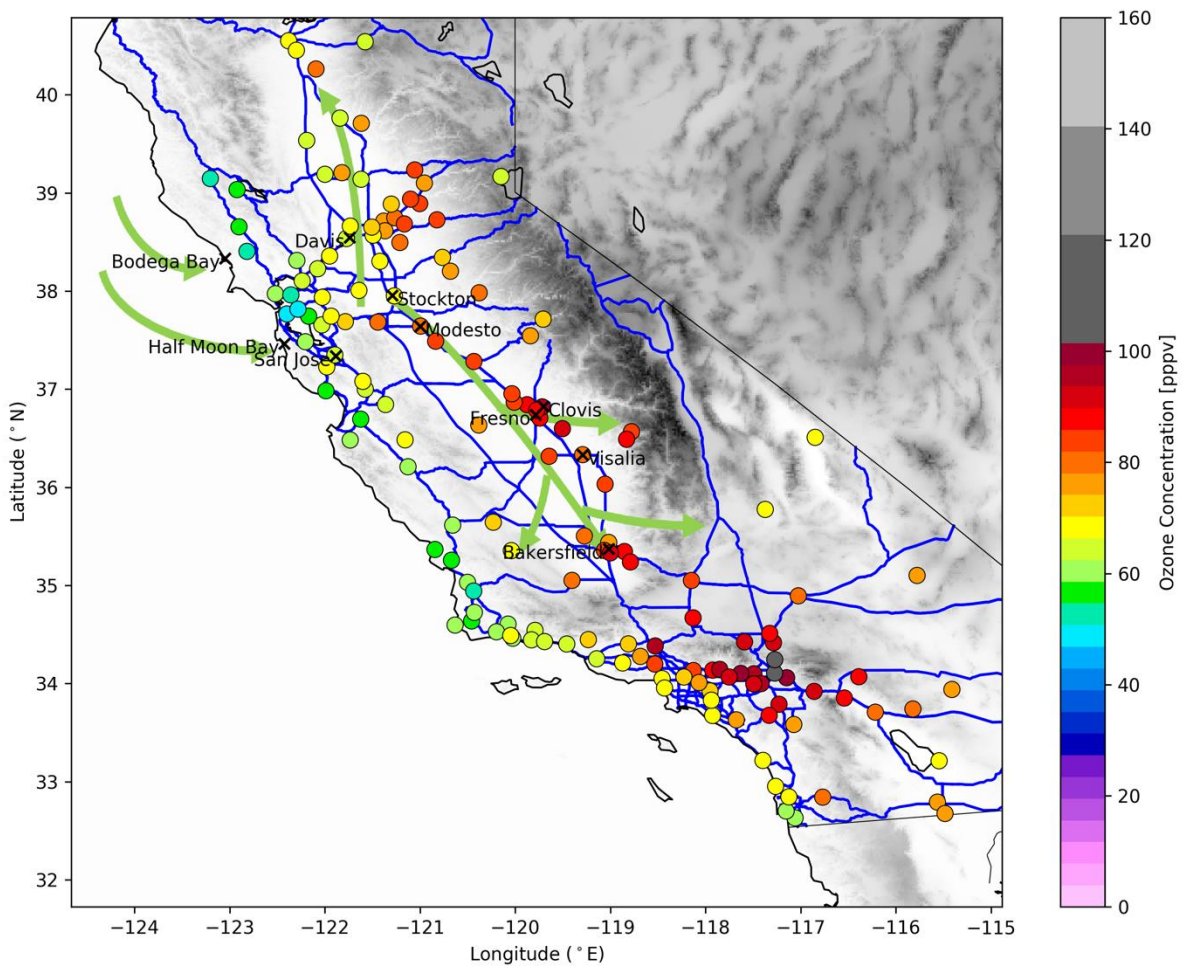 160
140
120
100
80
60
40
20
0
Ozone Concentration [ppbv]
40
39
38
37
36
35
34
33
32
Latitude (°N)
Davis
Bodega Bay
Stockton
Modesto
Half Moon Bay
San Jose
Clovis
Fresno
Visalia
Bakersfield
−124
−123
−122
−121
−120
−119
−118
−117
−116
−115
Longitude (°E)